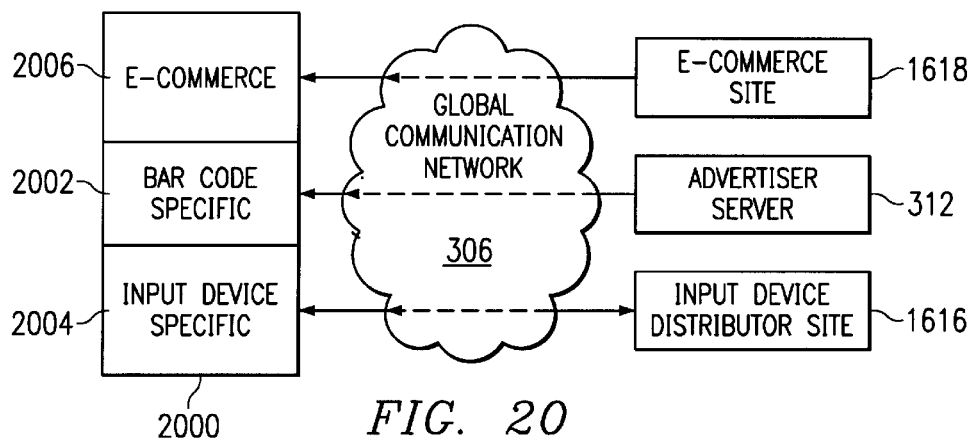 2006
E-COMMERCE
E-COMMERCE
SITE
1618
GLOBAL
COMMUNICATION
NETWORK
2002
BAR CODE
SPECIFIC
ADVERTISER
SERVER
312
306
2004
INPUT DEVICE
SPECIFIC
INPUT DEVICE
DISTRIBUTOR SITE
1616
2000
FIG. 20